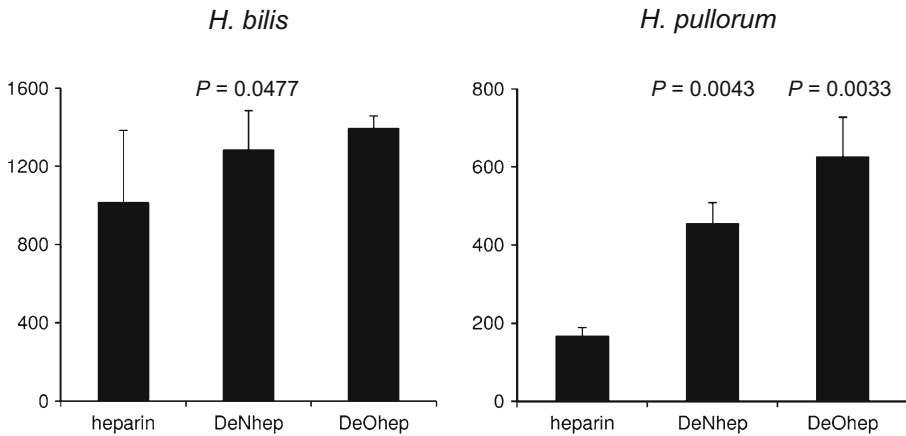 H. bilis
H. pullorum
1600
1200
800
400
0
P = 0.0477
heparin
DeNhep
DeOhep
800
600
400
200
0
P = 0.0043
P = 0.0033
heparin
DeNhep
DeOhep